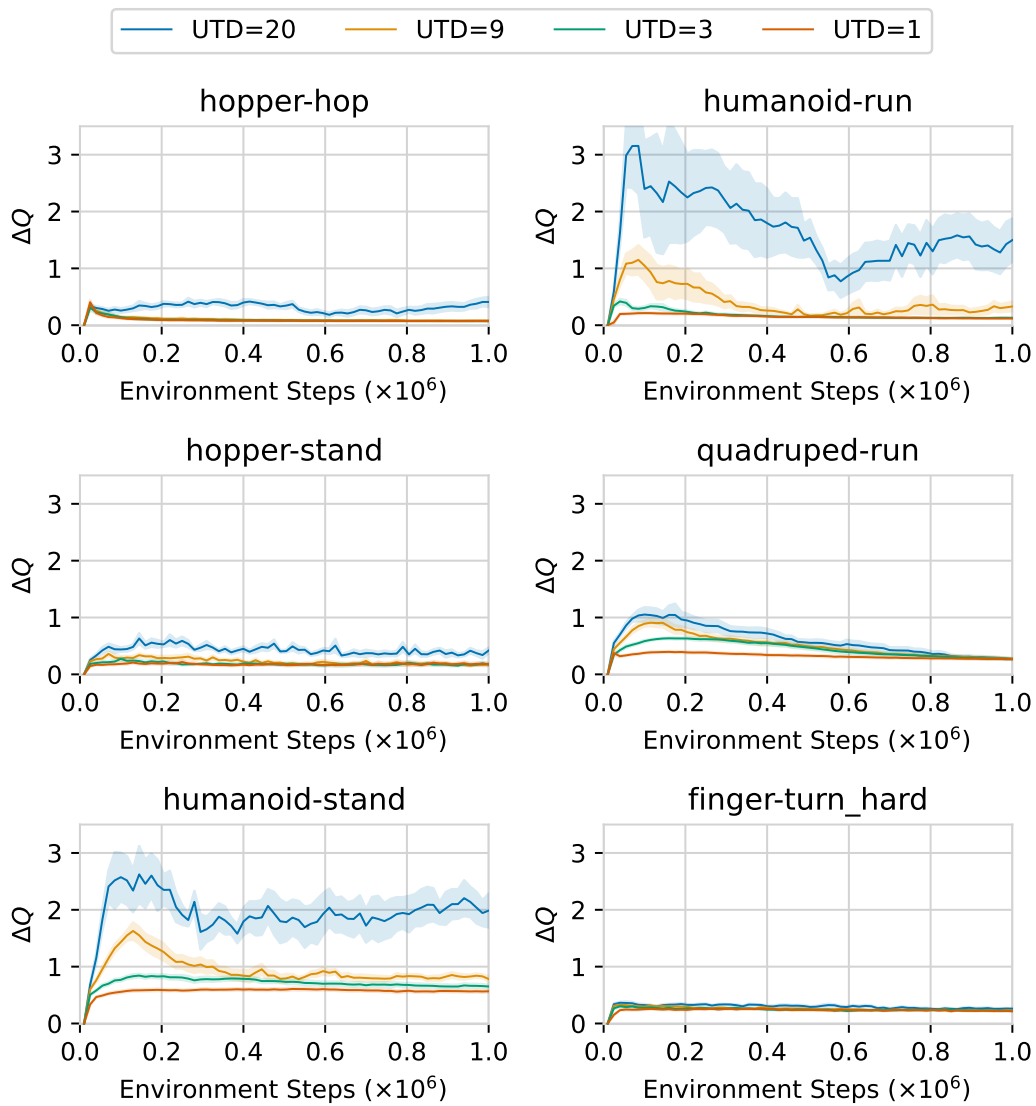 UTD=20 UTD=9 UTD=3 UTD=1
hopper-hop
ΔQ
3
2
1
0
0.0 0.2 0.4 0.6 0.8 1.0
Environment Steps (×10⁶)
humanoid-run
ΔQ
3
2
1
0
0.0 0.2 0.4 0.6 0.8 1.0
Environment Steps (×10⁶)
hopper-stand
ΔQ
3
2
1
0
0.0 0.2 0.4 0.6 0.8 1.0
Environment Steps (×10⁶)
quadruped-run
ΔQ
3
2
1
0
0.0 0.2 0.4 0.6 0.8 1.0
Environment Steps (×10⁶)
humanoid-stand
ΔQ
3
2
1
0
0.0 0.2 0.4 0.6 0.8 1.0
Environment Steps (×10⁶)
finger-turn_hard
ΔQ
3
2
1
0
0.0 0.2 0.4 0.6 0.8 1.0
Environment Steps (×10⁶)